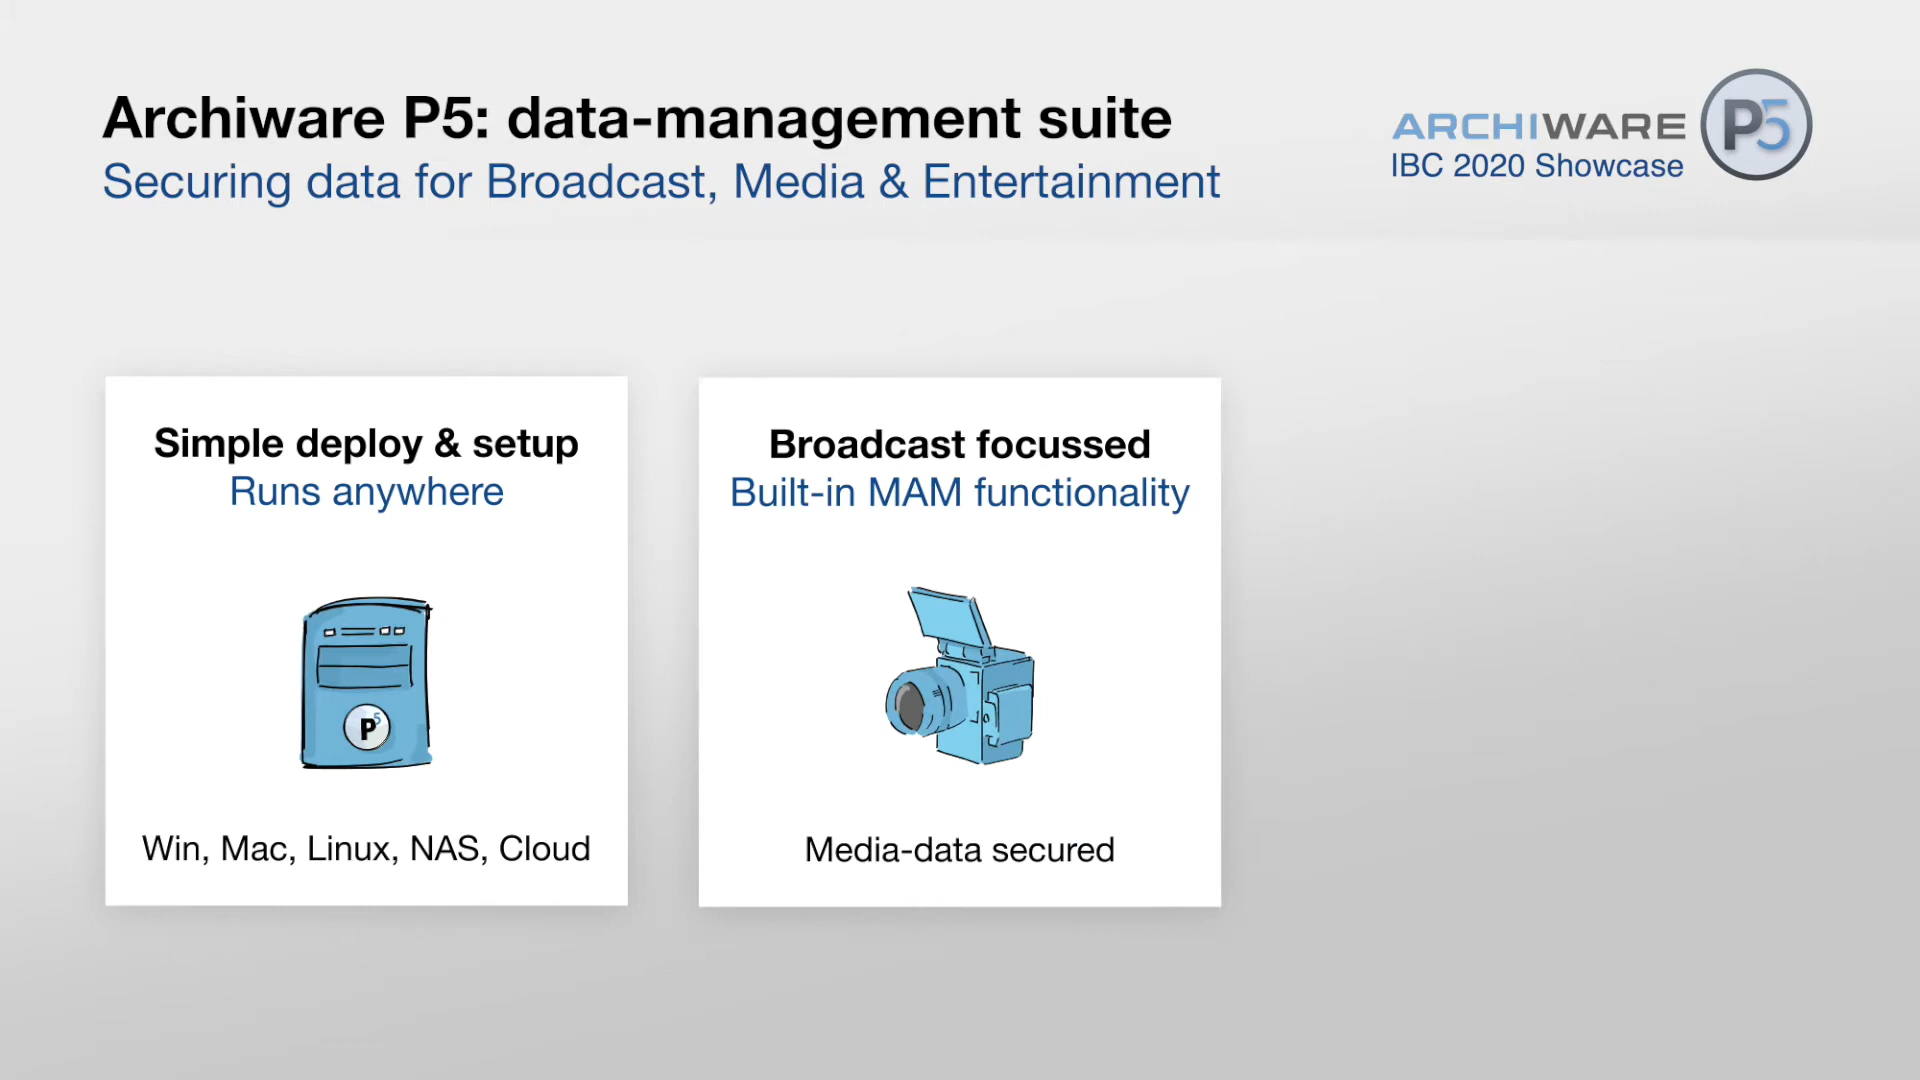 Archiware P5: data-management suite
Securing data for Broadcast, Media & Entertainment
ARCHIWARE P5
IBC 2020 Showcase
Simple deploy & setup
Runs anywhere
P5
Win, Mac, Linux, NAS, Cloud
Broadcast focussed
Built-in MAM functionality
Media-data secured